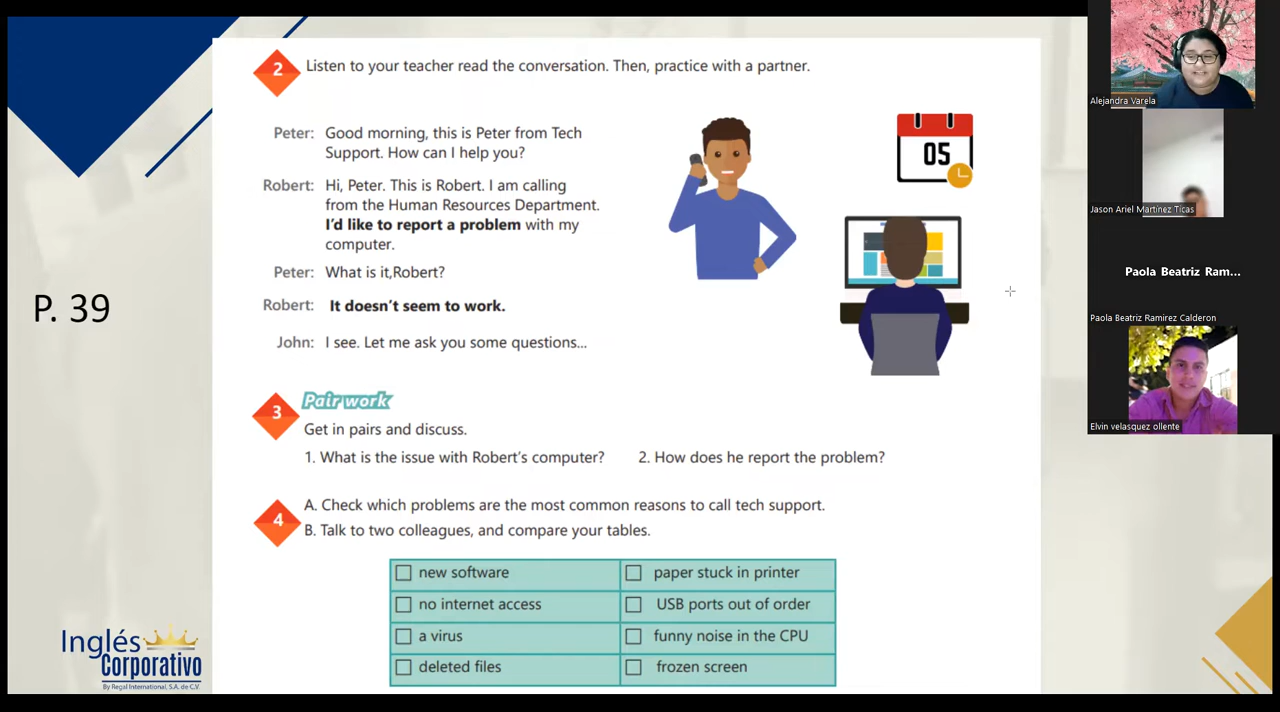 2
Listen to your teacher read the conversation. Then, practice with a partner.
Peter: Good morning, this is Peter from Tech
Support. How can I help you?
Robert: Hi, Peter. This is Robert. I am calling
from the Human Resources Department.
I'd like to report a problem with my
computer.
Peter: What is it,Robert?
Robert: It doesn't seem to work.
John: I see. Let me ask you some questions...
05
P. 39
3
Pair work
Get in pairs and discuss.
1. What is the issue with Robert's computer? 2. How does he report the problem?
4
A. Check which problems are the most common reasons to call tech support.
B. Talk to two colleagues, and compare your tables.
new software paper stuck in printer
no internet access USB ports out of order
a virus funny noise in the CPU
deleted files frozen screen
Inglés
Corporativo
By Regal International, S.A. de C.V.
Alejandra Varela
Jason Ariel Martinez Ticas
Paola Beatriz Ram...
Paola Beatriz Ramirez Calderon
Elvin velasquez ollente